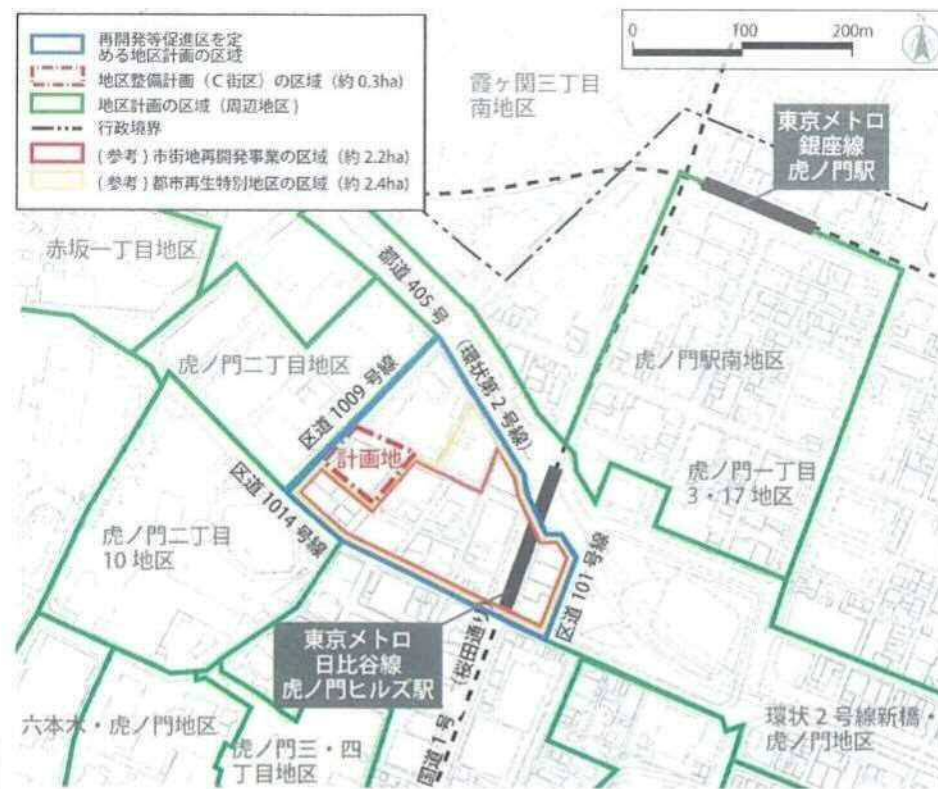 再開発等促進区を定
める地区計画の区域
地区整備計画（C街区）の区域（約0.3ha）
地区計画の区域（周辺地区）
行政境界
(参考)市街地再開発事業の区域（約2.2ha）
(参考)都市再生特別地区の区域（約2.4ha）
0 100 200m
N
霞ヶ関三丁目
南地区
東京メトロ
銀座線
虎ノ門駅
赤坂一丁目地区
都道405号
（環状第2号線）
虎ノ門二丁目地区
虎ノ門駅南地区
区道1009号線
計画地
区道1014号線
虎ノ門一丁目
3・17地区
虎ノ門二丁目
10地区
区道101号線
東京メトロ
日比谷線
虎ノ門ヒルズ駅
国道1号（桜田通り）
六本木・虎ノ門地区
虎ノ門三・四
丁目地区
環状2号線新橋・
虎ノ門地区